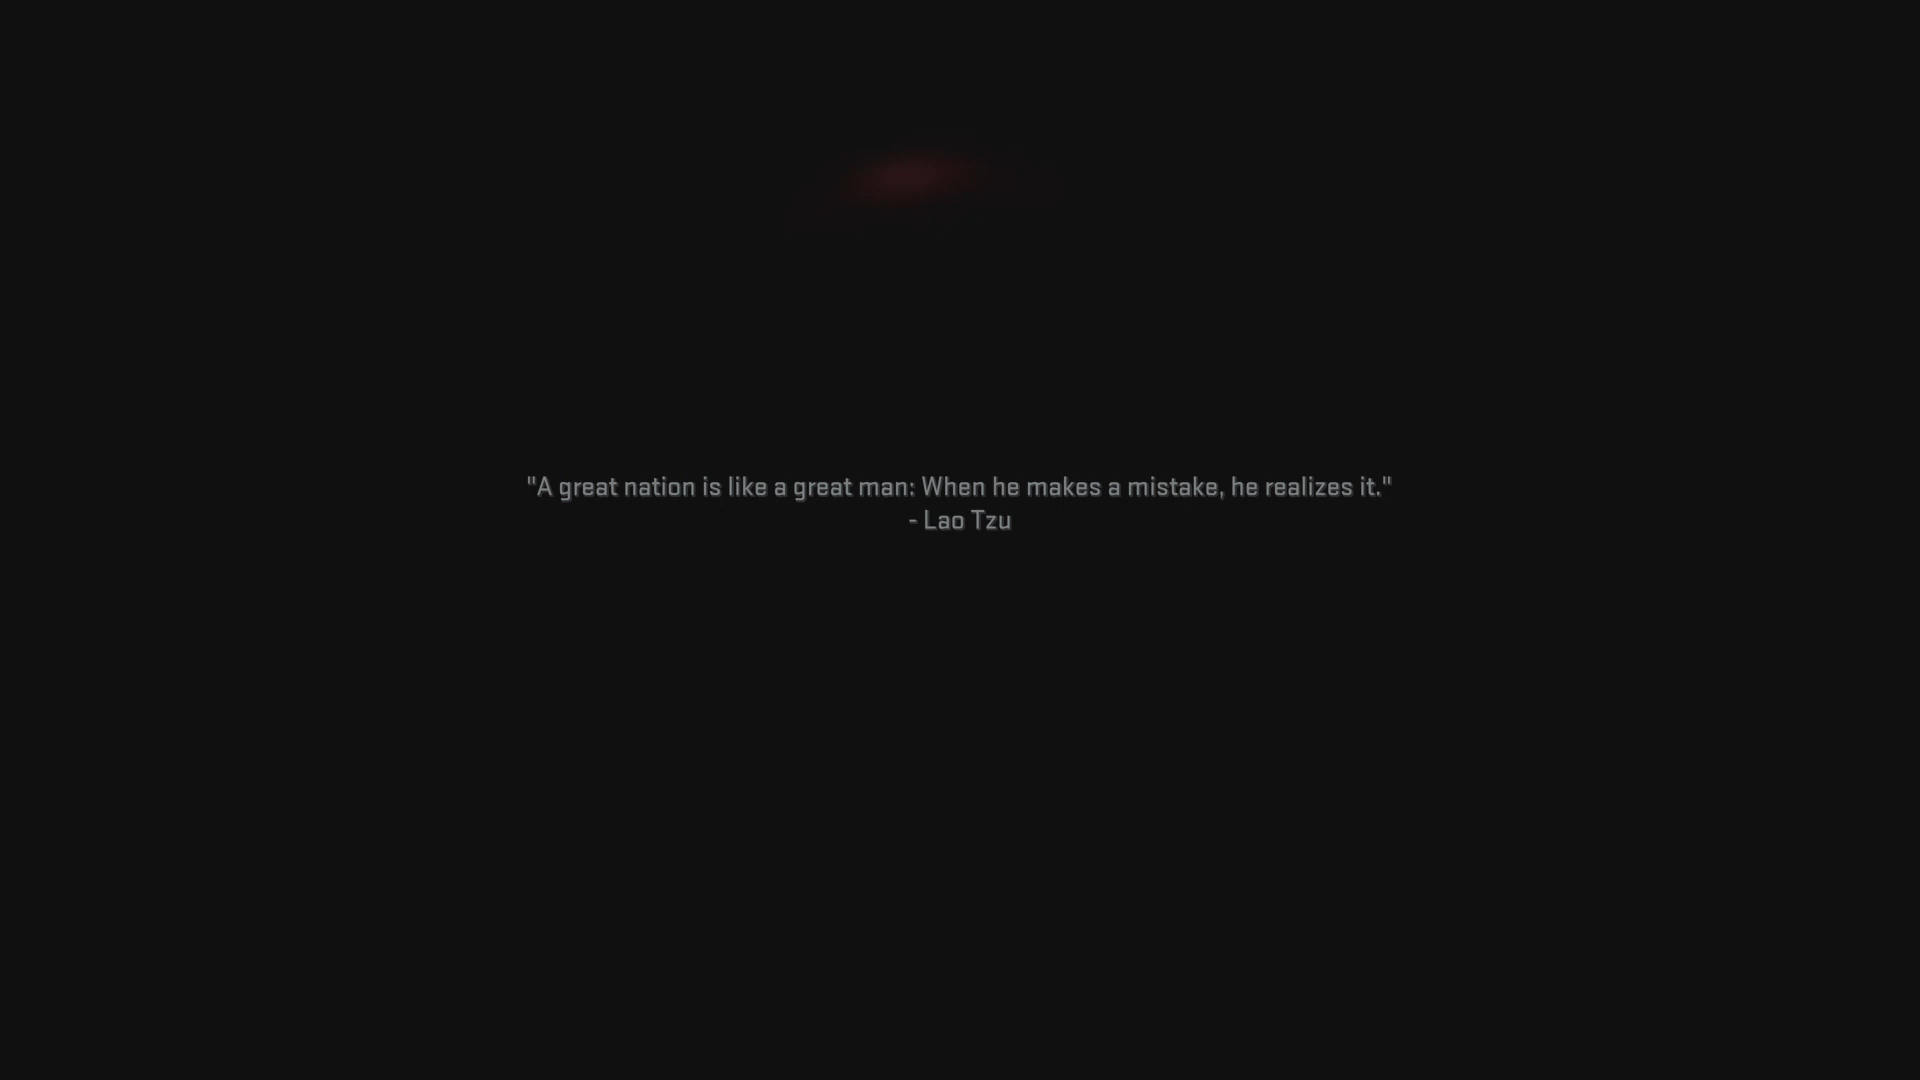 "A great nation is like a great man: When he makes a mistake, he realizes it."
- Lao Tzu